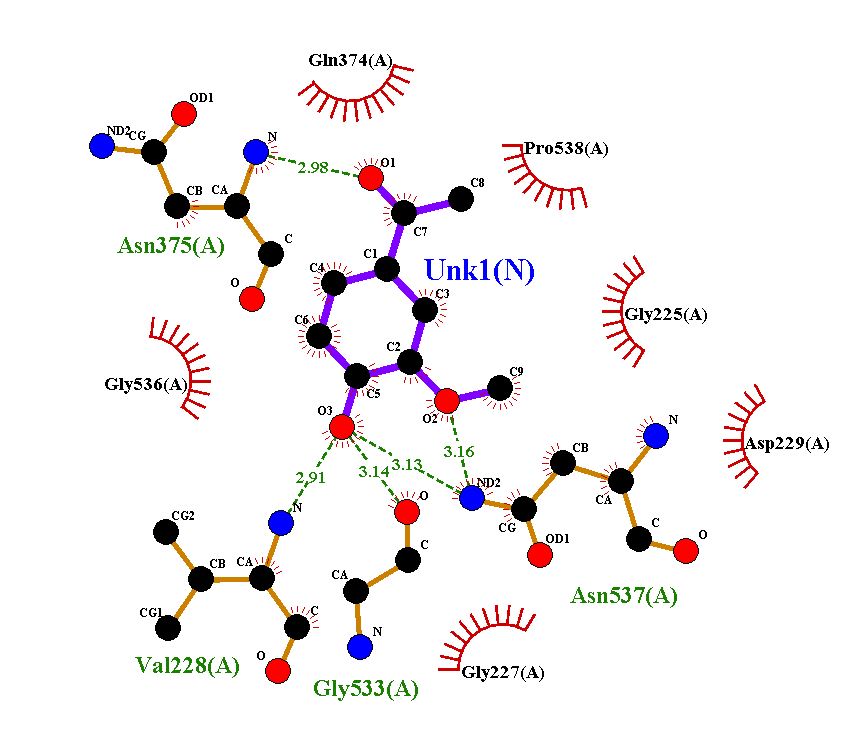 Gln374(A)
OD1
ND2
CG
N
2.98
O1
Pro538(A)
CB
CA
C8
C7
Asn375(A)
C
C1
Unk1(N)
O
C4
C3
Gly225(A)
C6
C2
Gly536(A)
C5
C9
O3
O2
N
Asp229(A)
3.16
2.91
3.14
3.13
CB
ND2
CA
N
O
CG
CG2
C
O
OD1
CA
CB
C
CA
Asn537(A)
CG1
C
N
O
Val228(A)
Gly533(A)
Gly227(A)